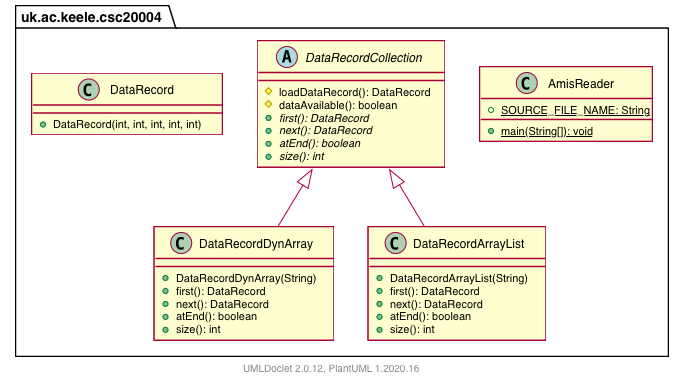 uk.ac.keele.csc20004
C DataRecord
DataRecord(int, int, int, int, int)
A DataRecordCollection
loadDataRecord(): DataRecord
dataAvailable(): boolean
first(): DataRecord
next(): DataRecord
atEnd(): boolean
size(): int
C AmisReader
SOURCE_FILE_NAME: String
main(String[]): void
C DataRecordDynArray
DataRecordDynArray(String)
first(): DataRecord
next(): DataRecord
atEnd(): boolean
size(): int
C DataRecordArrayList
DataRecordArrayList(String)
first(): DataRecord
next(): DataRecord
atEnd(): boolean
size(): int
UMLDoclet 2.0.12, PlantUML 1.2020.16